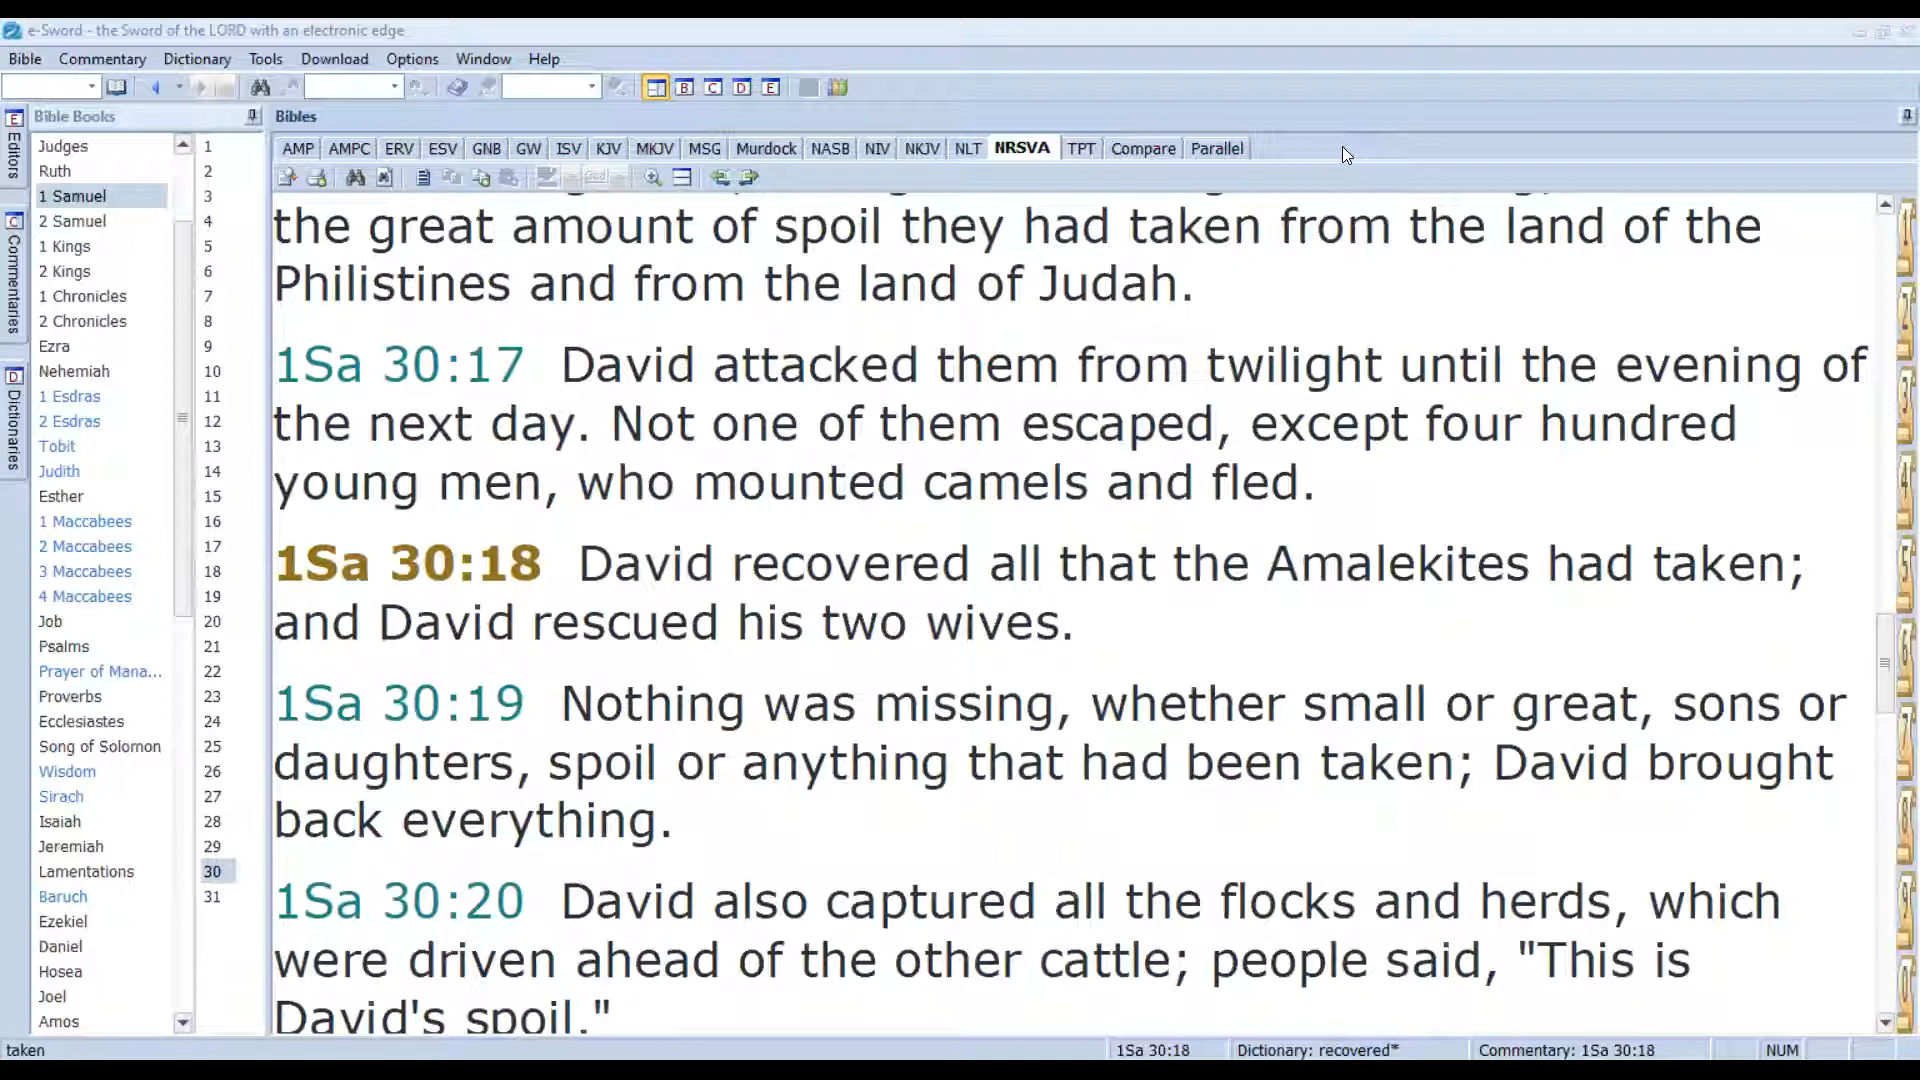 e-Sword - the Sword of the LORD with an electronic edge
Bible Commentary Dictionary Tools Download Options Window Help
B C D E
Bible Books
Bibles
AMP AMPC ERV ESV GNB GW ISV KJV MKJV MSG Murdock NASB NIV NKJV NLT NRSVA TPT Compare Parallel
E Editors
C Commentaries
D Dictionaries
Judges
Ruth
1 Samuel
2 Samuel
1 Kings
2 Kings
1 Chronicles
2 Chronicles
Ezra
Nehemiah
1 Esdras
2 Esdras
Tobit
Judith
Esther
1 Maccabees
2 Maccabees
3 Maccabees
4 Maccabees
Job
Psalms
Prayer of Mana...
Proverbs
Ecclesiastes
Song of Solomon
Wisdom
Sirach
Isaiah
Jeremiah
Lamentations
Baruch
Ezekiel
Daniel
Hosea
Joel
Amos
1
2
3
4
5
6
7
8
9
10
11
12
13
14
15
16
17
18
19
20
21
22
23
24
25
26
27
28
29
30
31
the great amount of spoil they had taken from the land of the
Philistines and from the land of Judah.
1Sa 30:17 David attacked them from twilight until the evening of
the next day. Not one of them escaped, except four hundred
young men, who mounted camels and fled.
1Sa 30:18 David recovered all that the Amalekites had taken;
and David rescued his two wives.
1Sa 30:19 Nothing was missing, whether small or great, sons or
daughters, spoil or anything that had been taken; David brought
back everything.
1Sa 30:20 David also captured all the flocks and herds, which
were driven ahead of the other cattle; people said, "This is
David's spoil."
taken
1Sa 30:18
Dictionary: recovered*
Commentary: 1Sa 30:18
NUM